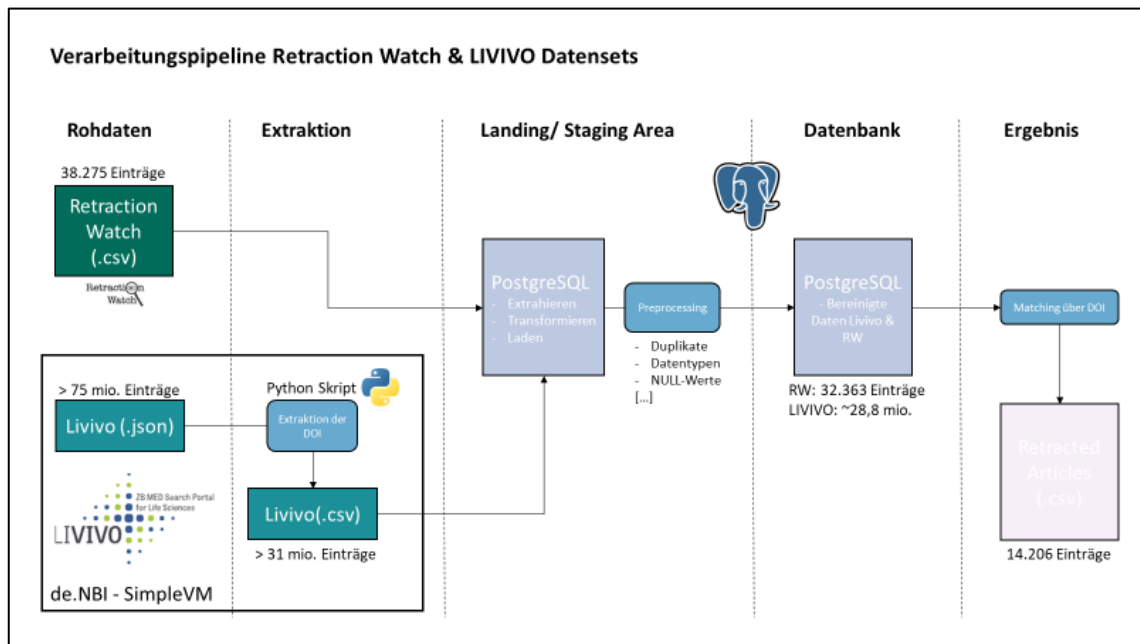 Verarbeitungspipeline Retraction Watch & LIVIVO Datensets
Rohdaten
Extraktion
Landing/ Staging Area
Datenbank
Ergebnis
38.275 Einträge
Retraction
Watch
(.csv)
Retraction
Watch
PostgreSQL
- Extrahieren
- Transformieren
- Laden
Preprocessing
- Duplikate
- Datentypen
- NULL-Werte
[...]
PostgreSQL
- Bereinigte
Daten Livivo &
RW
RW: 32.363 Einträge
LIVIVO: ~28,8 mio.
Matching über DOI
Retracted
Articles
(.csv)
14.206 Einträge
> 75 mio. Einträge
Livivo (.json)
Python Skript
Extraktion der
DOI
Livivo(.csv)
> 31 mio. Einträge
ZB MED Search Portal
for Life Sciences
LIVIVO
de.NBI - SimpleVM